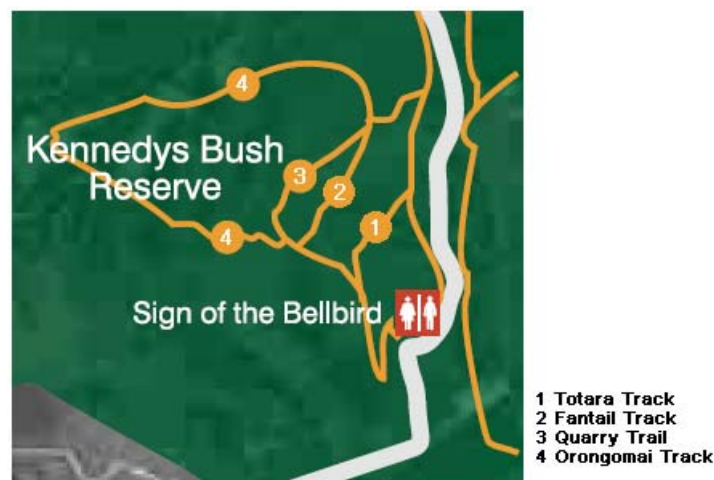 4
Kennedys Bush
Reserve
3
2
1
4
Sign of the Bellbird
1 Totara Track
2 Fantail Track
3 Quarry Trail
4 Orongomai Track